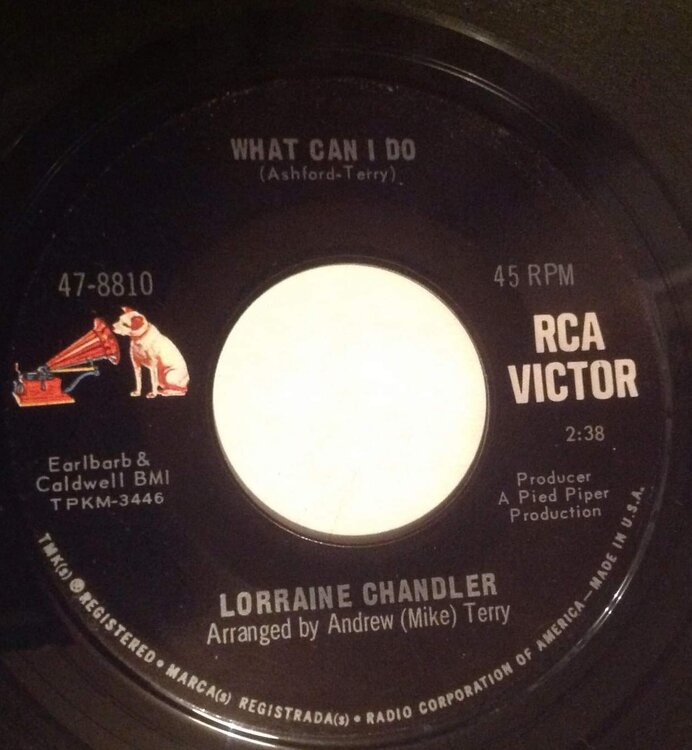 WHAT CAN I DO
(Ashford-Terry)
47-8810
45 RPM
RCA
VICTOR
2:38
Earlbarb &
Caldwell BMI
TPKM-3446
Producer
A Pied Piper
Production
LORRAINE CHANDLER
Arranged by Andrew (Mike) Terry
TMK(s) ® REGISTERED • MARCA(s) REGISTRADA(s) • RADIO CORPORATION OF AMERICA—MADE IN U.S.A.